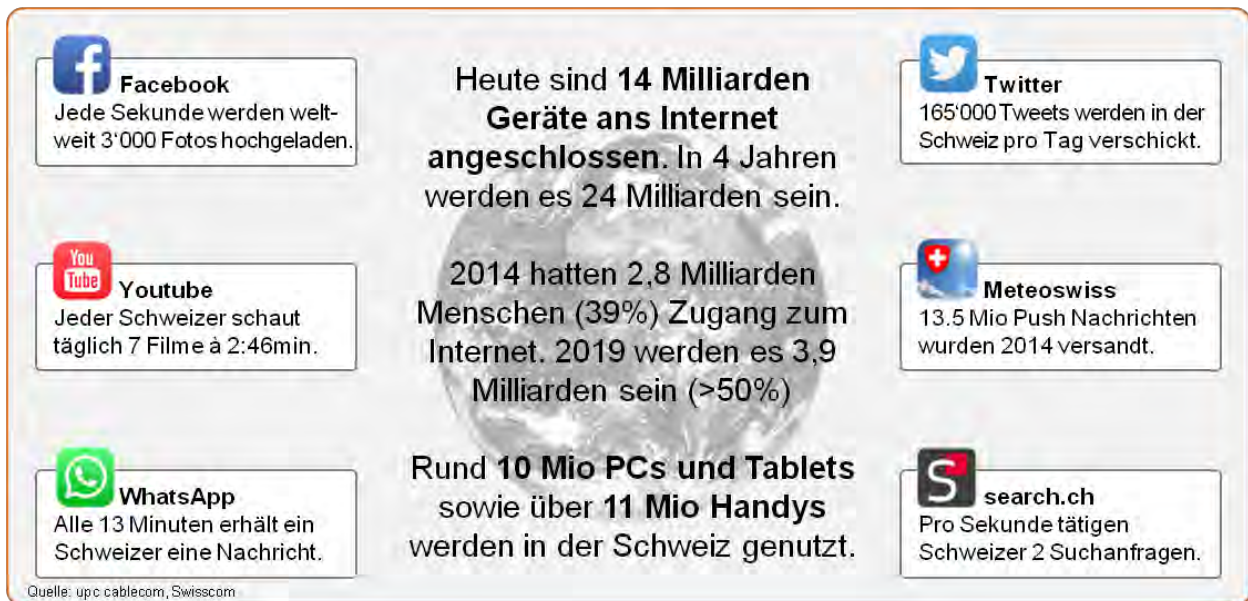 Facebook
Jede Sekunde werden welt-
weit 3'000 Fotos hochgeladen.
You
Tube
Youtube
Jeder Schweizer schaut
täglich 7 Filme à 2:46min.
WhatsApp
Alle 13 Minuten erhält ein
Schweizer eine Nachricht.
Heute sind 14 Milliarden
Geräte ans Internet
angeschlossen. In 4 Jahren
werden es 24 Milliarden sein.
2014 hatten 2,8 Milliarden
Menschen (39%) Zugang zum
Internet. 2019 werden es 3,9
Milliarden sein (>50%)
Rund 10 Mio PCs und Tablets
sowie über 11 Mio Handys
werden in der Schweiz genutzt.
Twitter
165'000 Tweets werden in der
Schweiz pro Tag verschickt.
Meteoswiss
13.5 Mio Push Nachrichten
wurden 2014 versandt.
search.ch
Pro Sekunde tätigen
Schweizer 2 Suchanfragen.
Quelle: upc cablecom, Swisscom